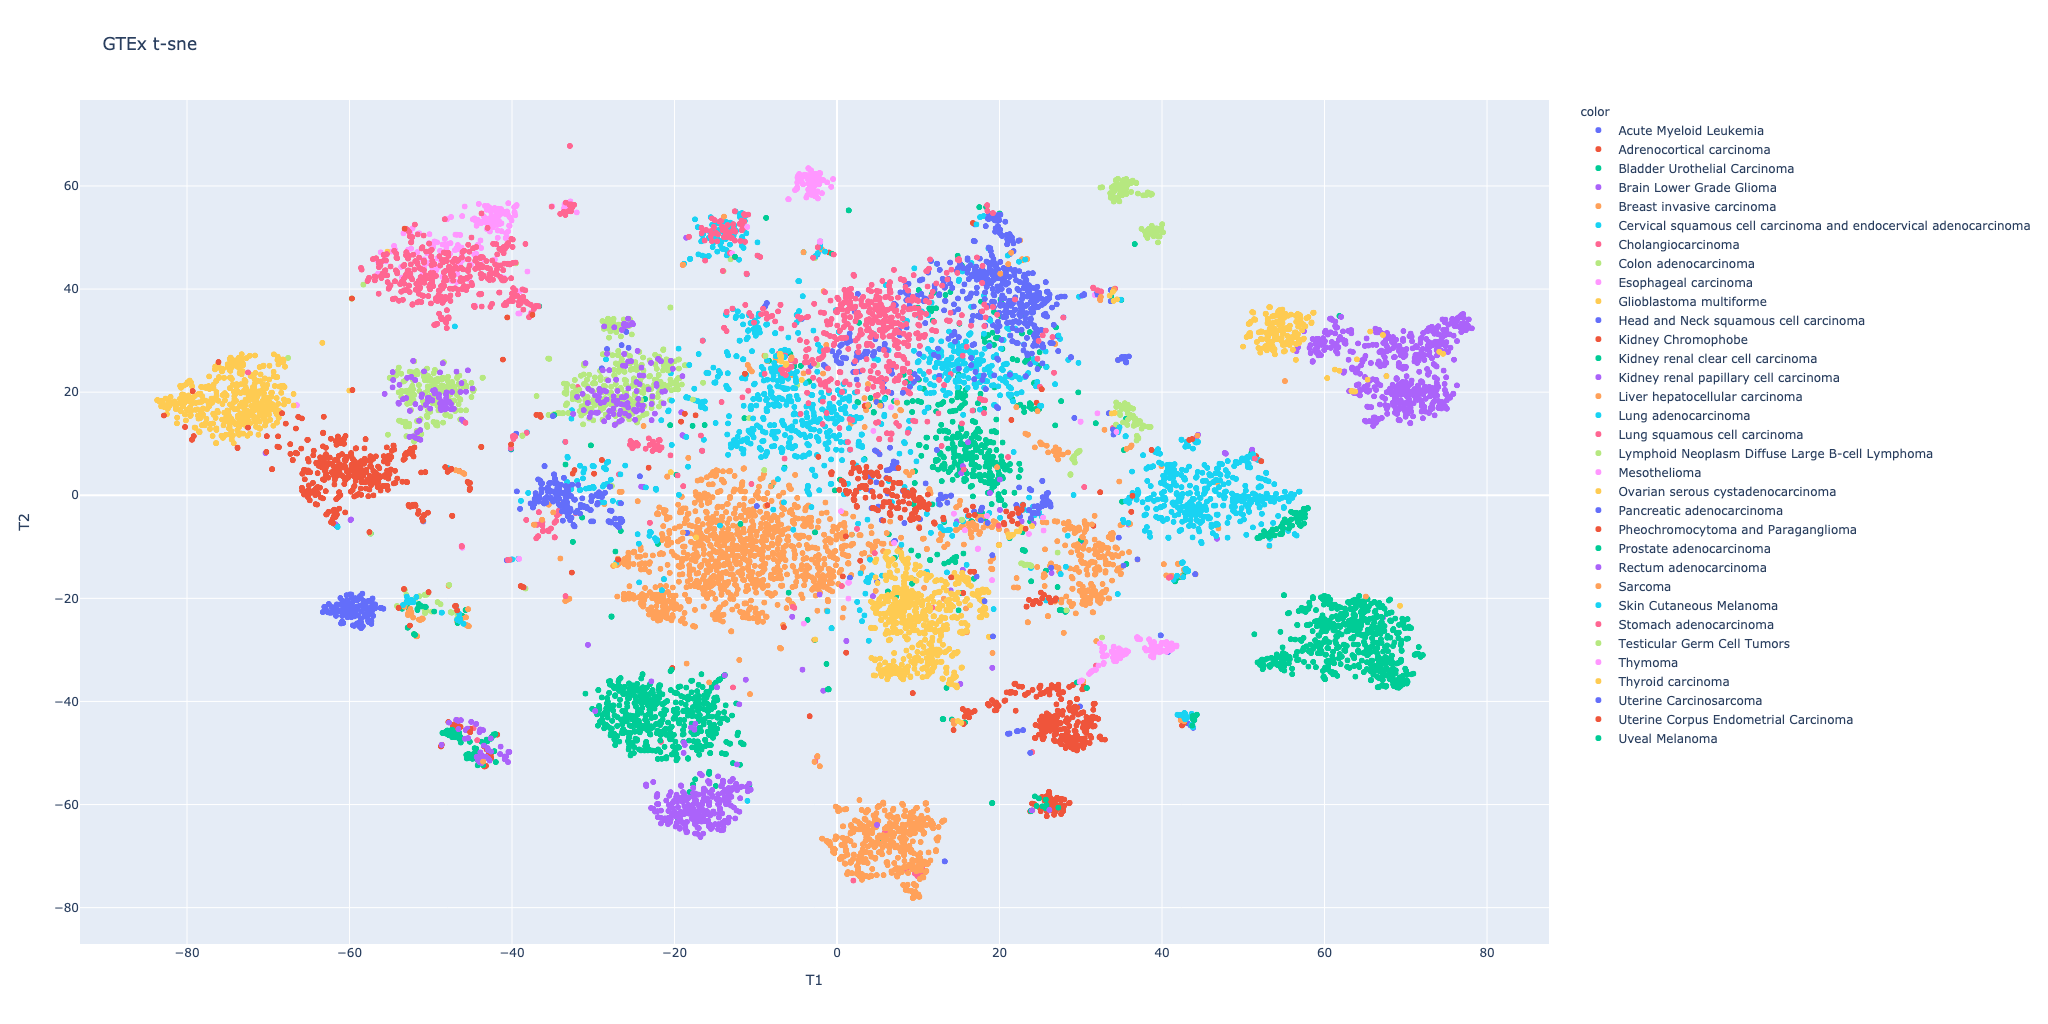 GTEx t-sne
color
Acute Myeloid Leukemia
Adrenocortical carcinoma
Bladder Urothelial Carcinoma
Brain Lower Grade Glioma
Breast invasive carcinoma
Cervical squamous cell carcinoma and endocervical adenocarcinoma
Cholangiocarcinoma
Colon adenocarcinoma
Esophageal carcinoma
Glioblastoma multiforme
Head and Neck squamous cell carcinoma
Kidney Chromophobe
Kidney renal clear cell carcinoma
Kidney renal papillary cell carcinoma
Liver hepatocellular carcinoma
Lung adenocarcinoma
Lung squamous cell carcinoma
Lymphoid Neoplasm Diffuse Large B-cell Lymphoma
Mesothelioma
Ovarian serous cystadenocarcinoma
Pancreatic adenocarcinoma
Pheochromocytoma and Paraganglioma
Prostate adenocarcinoma
Rectum adenocarcinoma
Sarcoma
Skin Cutaneous Melanoma
Stomach adenocarcinoma
Testicular Germ Cell Tumors
Thymoma
Thyroid carcinoma
Uterine Carcinosarcoma
Uterine Corpus Endometrial Carcinoma
Uveal Melanoma
T2
60
40
20
0
−20
−40
−60
−80
−80 −60 −40 −20 0 20 40 60 80
T1